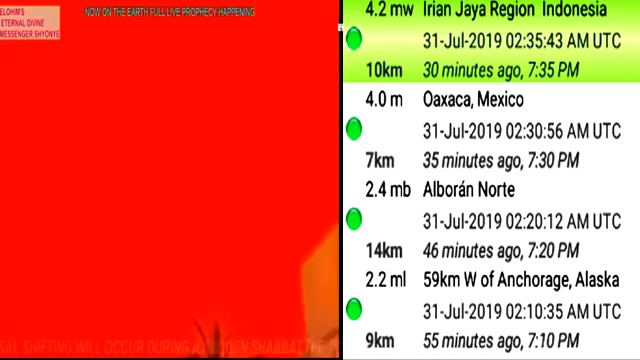 ELOHIM'S
ETERNAL DIVINE
MESSENGER SHYONYE
NOW ON THE EARTH FULL LIVE PROPHECY HAPPENING
SAL SHIFTING WILL OCCUR DURING A SUDDEN SHABBAT THE
4.2 mw Irian Jaya Region Indonesia
31-Jul-2019 02:35:43 AM UTC
10km 30 minutes ago, 7:35 PM
4.0 m Oaxaca, Mexico
31-Jul-2019 02:30:56 AM UTC
7km 35 minutes ago, 7:30 PM
2.4 mb Alborán Norte
31-Jul-2019 02:20:12 AM UTC
14km 46 minutes ago, 7:20 PM
2.2 ml 59km W of Anchorage, Alaska
31-Jul-2019 02:10:35 AM UTC
9km 55 minutes ago, 7:10 PM